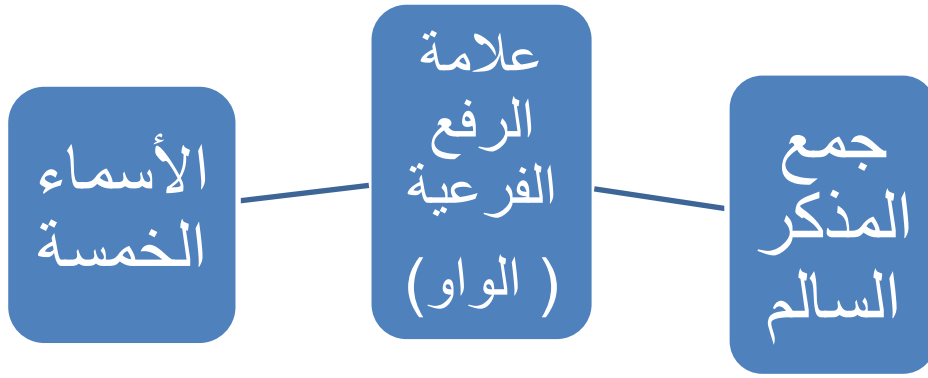 جمع
المذكر
السالم
علامة
الرفع
الفرعية
( الواو)
الأسماء
الخمسة